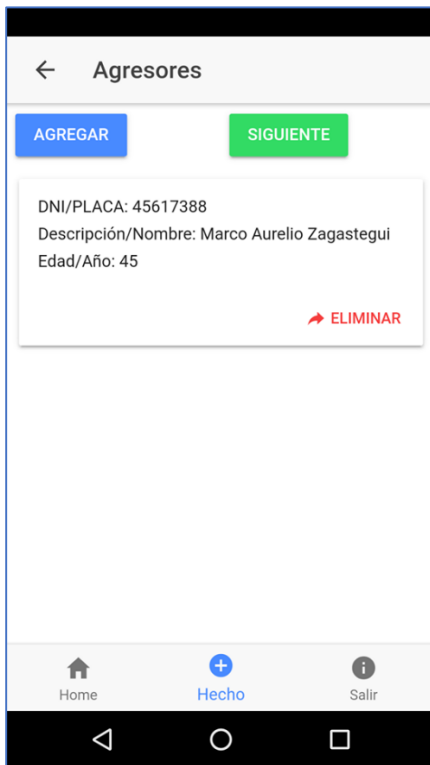 Agresores
AGREGAR
SIGUIENTE
DNI/PLACA: 45617388
Descripción/Nombre: Marco Aurelio Zagastegui
Edad/Año: 45
ELIMINAR
Home
Hecho
Salir